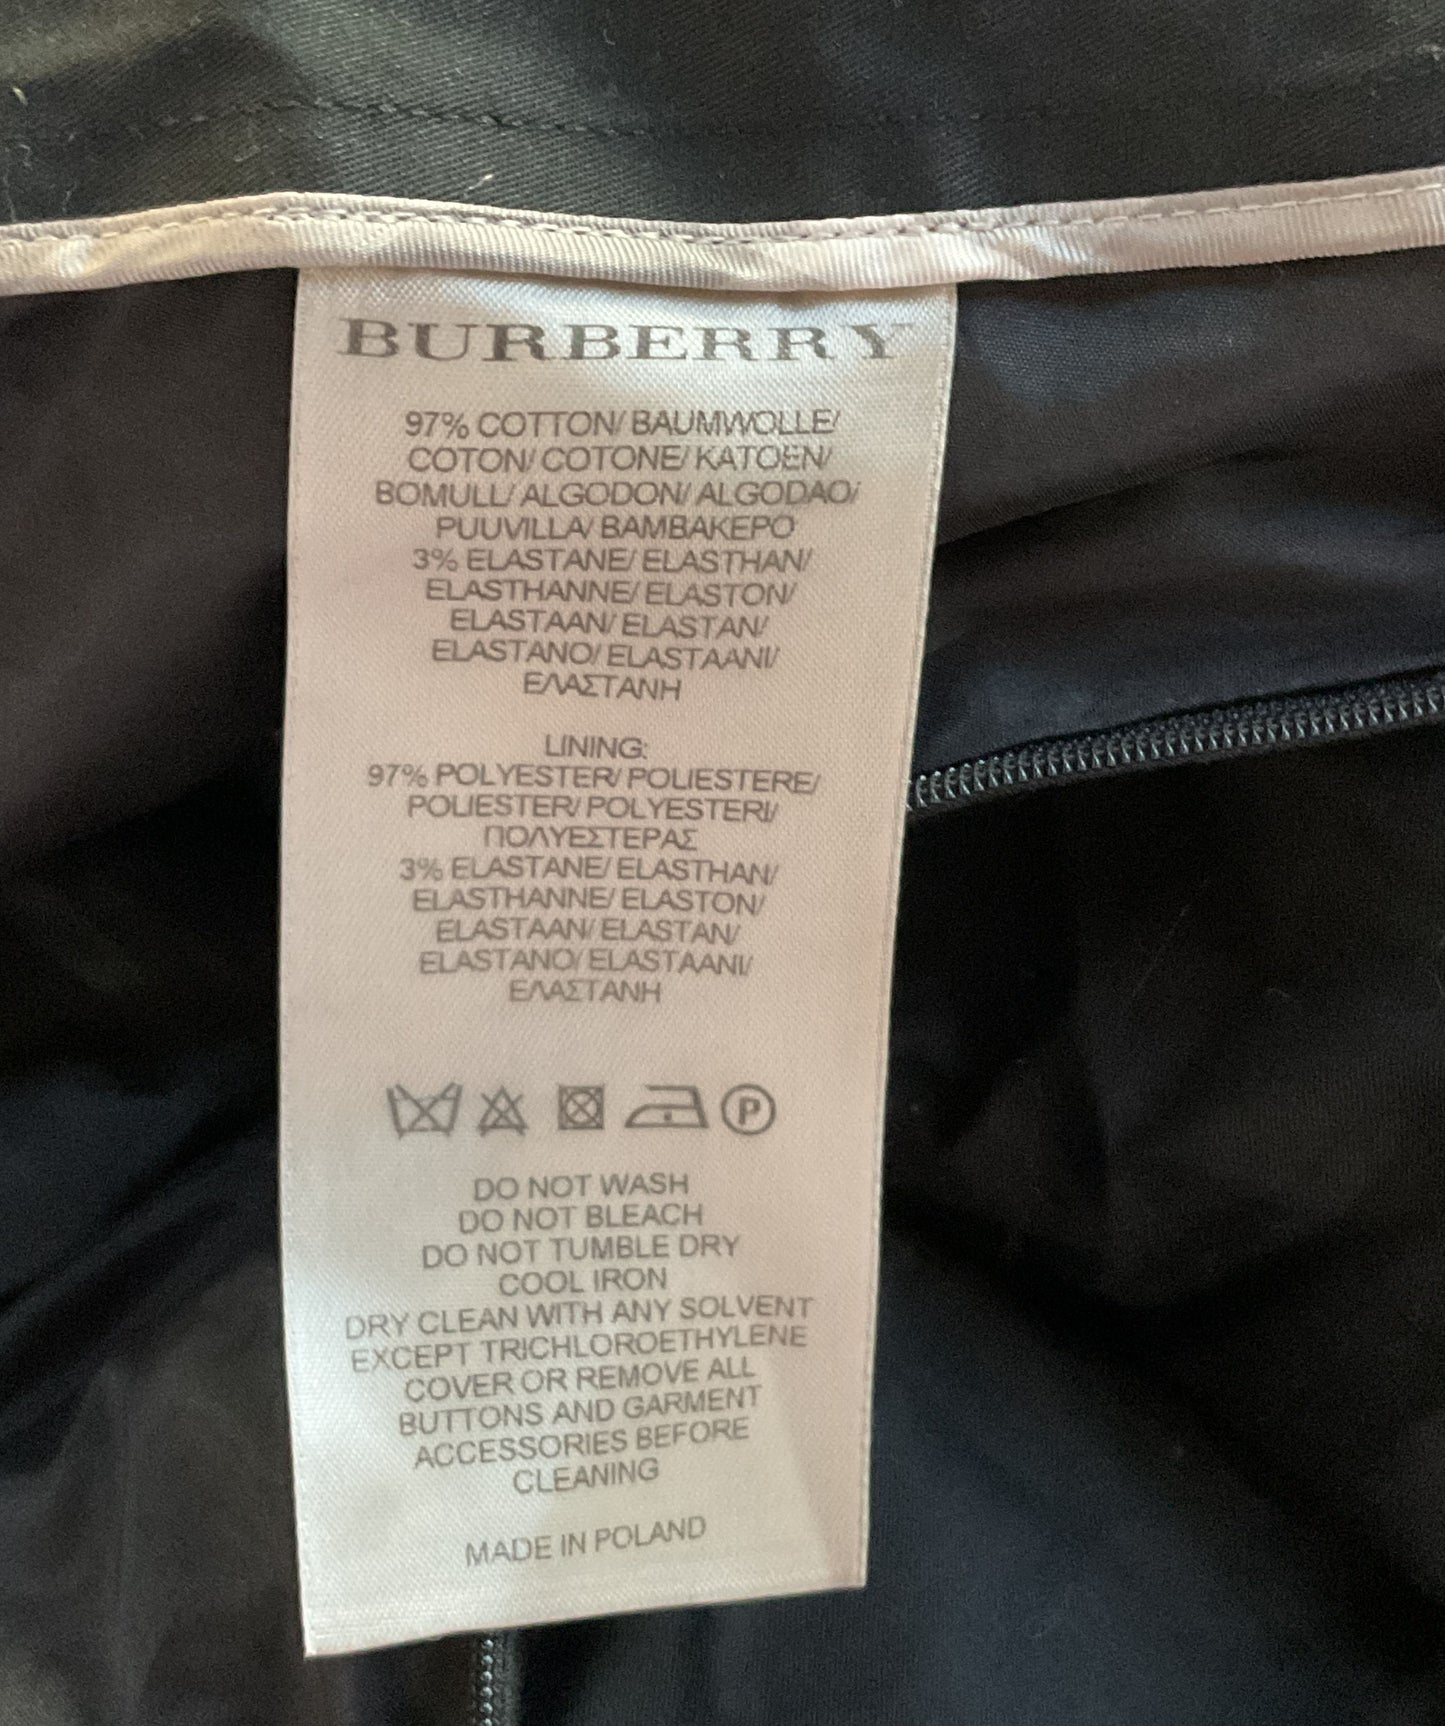 BURBERRY
97% COTTON/ BAUMWOLLE/
COTON/ COTONE/ KATOEN/
BOMULL/ ALGODON/ ALGODAO/
PUUVILLA/ ΒΑΜΒΑΚΕΡΟ
3% ELASTANE/ ELASTHAN/
ELASTHANNE/ ELASTON/
ELASTAAN/ ELASTAN/
ELASTANO/ ELASTAANI/
ΕΛΑΣΤΑΝΗ
LINING:
97% POLYESTER/ POLIESTERE/
POLIESTER/ POLYESTERI/
ΠΟΛΥΕΣΤΕΡΑΣ
3% ELASTANE/ ELASTHAN/
ELASTHANNE/ ELASTON/
ELASTAAN/ ELASTAN/
ELASTANO/ ELASTAANI/
ΕΛΑΣΤΑΝΗ
P
DO NOT WASH
DO NOT BLEACH
DO NOT TUMBLE DRY
COOL IRON
DRY CLEAN WITH ANY SOLVENT
EXCEPT TRICHLOROETHYLENE
COVER OR REMOVE ALL
BUTTONS AND GARMENT
ACCESSORIES BEFORE
CLEANING
MADE IN POLAND